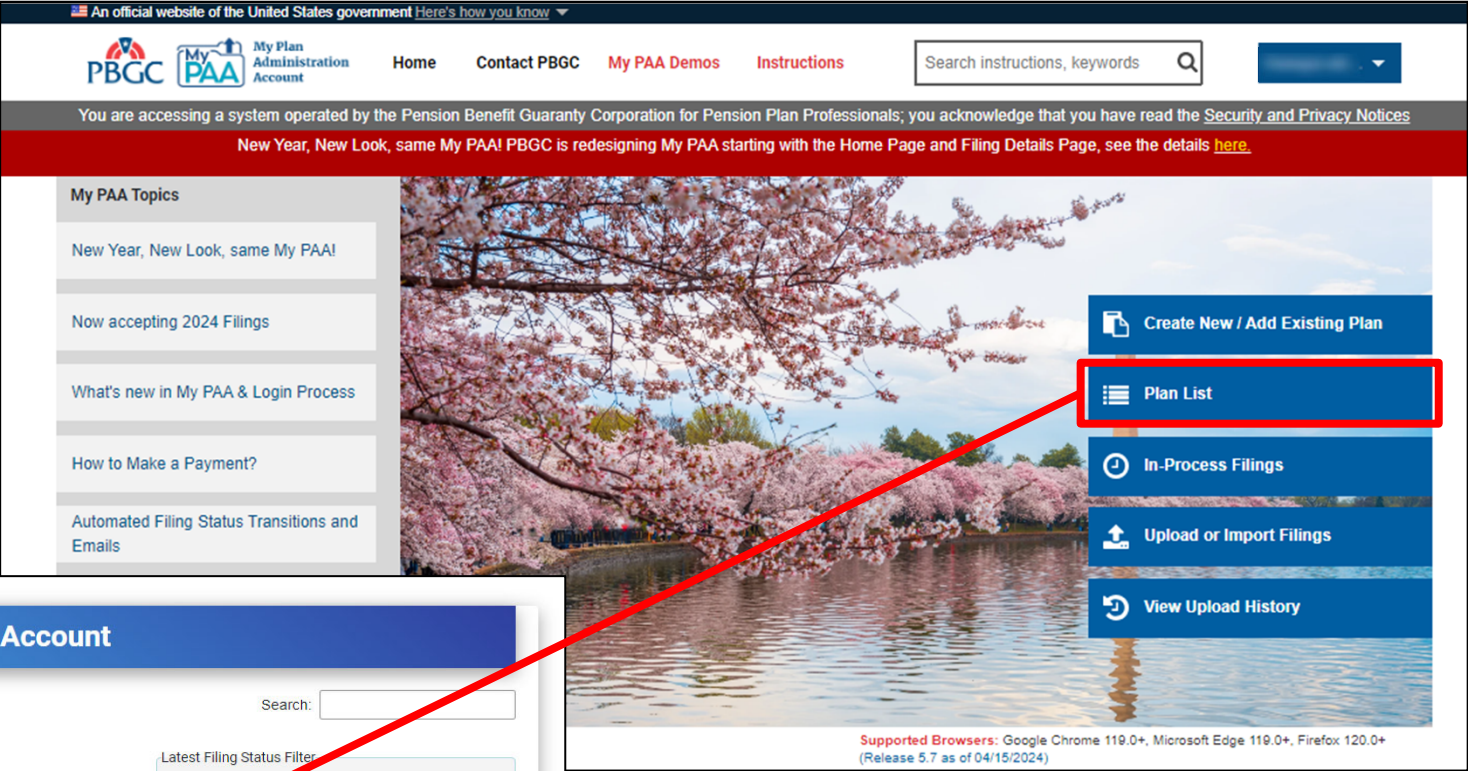 An official website of the United States government Here's how you know
PBGC
My PAA
My Plan
Administration
Account
Home
Contact PBGC
My PAA Demos
Instructions
Search instructions, keywords
You are accessing a system operated by the Pension Benefit Guaranty Corporation for Pension Plan Professionals; you acknowledge that you have read the Security and Privacy Notices
New Year, New Look, same My PAA! PBGC is redesigning My PAA starting with the Home Page and Filing Details Page, see the details here.
My PAA Topics
New Year, New Look, same My PAA!
Now accepting 2024 Filings
What's new in My PAA & Login Process
How to Make a Payment?
Automated Filing Status Transitions and
Emails
Create New / Add Existing Plan
Plan List
In-Process Filings
Upload or Import Filings
View Upload History
Account
Search:
Latest Filing Status Filter
Supported Browsers: Google Chrome 119.0+, Microsoft Edge 119.0+, Firefox 120.0+
(Release 5.7 as of 04/15/2024)